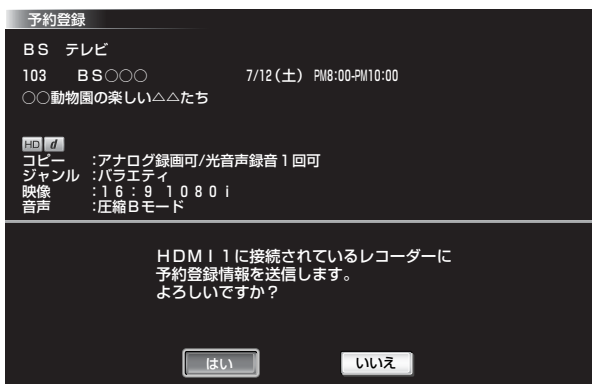 予約登録
BS テレビ
103 BS○○○ 7/12(土) PM8:00-PM10:00
○○動物園の楽しい△△たち
HD d
コピー :アナログ録画可/光音声録音1回可
ジャンル :バラエティ
映像 :16:9 1080i
音声 :圧縮Bモード
HDMI1に接続されているレコーダーに
予約登録情報を送信します。
よろしいですか?
はい いいえ